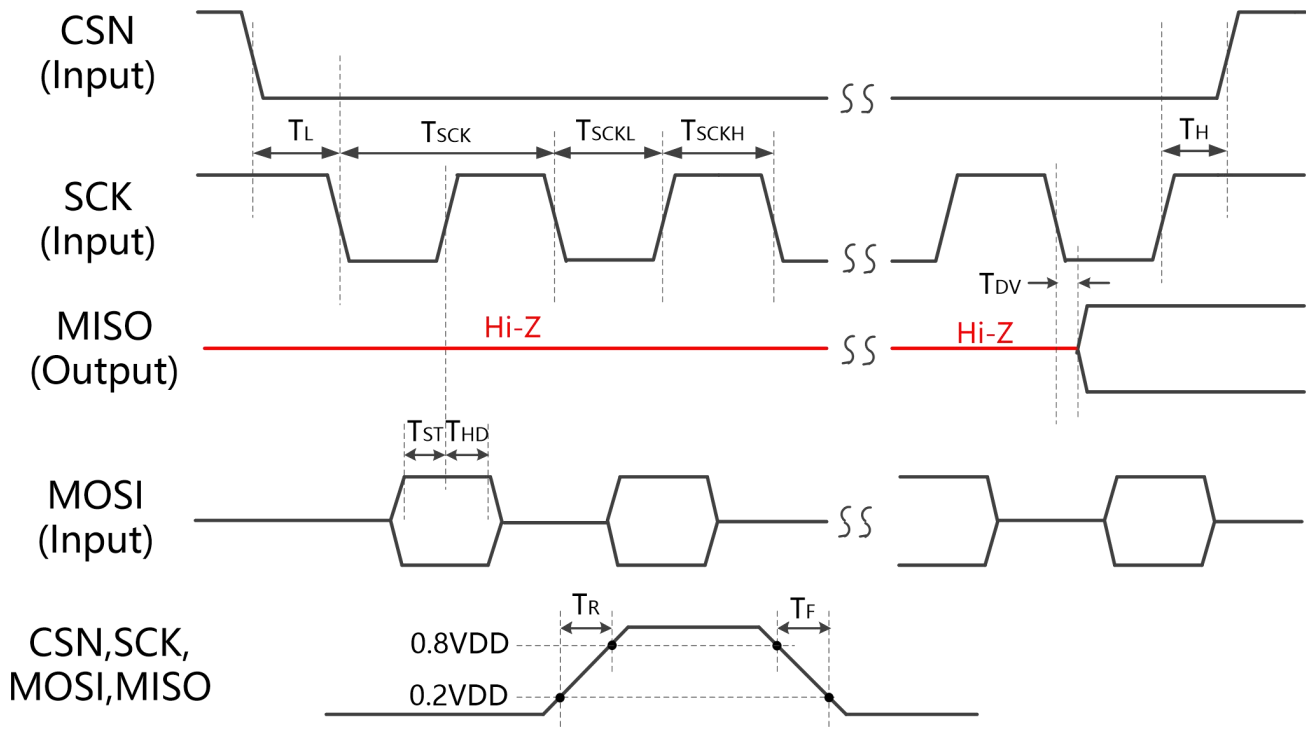 CSN
(Input)
TL
TSCK
TSCKL
TSCKH
TH
SCK
(Input)
TDV
MISO
(Output)
Hi-Z
Hi-Z
TST
THD
MOSI
(Input)
TR
TF
CSN,SCK,
MOSI,MISO
0.8VDD
0.2VDD